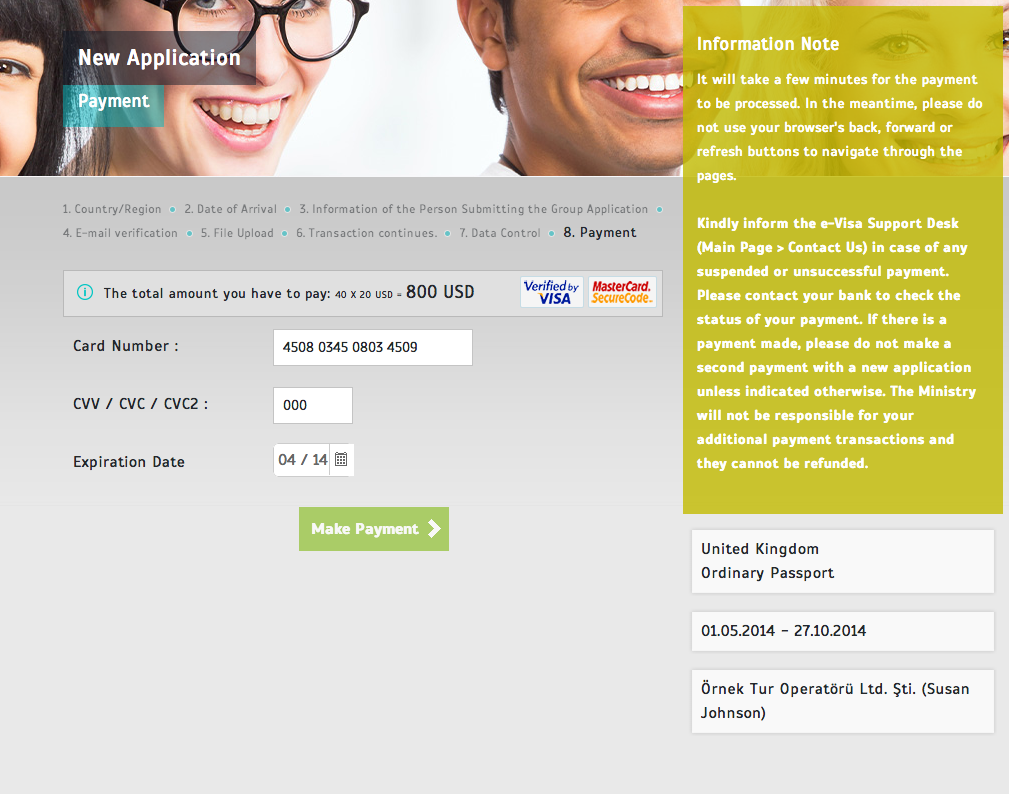 New Application
Payment
1. Country/Region • 2. Date of Arrival • 3. Information of the Person Submitting the Group Application •
4. E-mail verification • 5. File Upload • 6. Transaction continues. • 7. Data Control • 8. Payment
The total amount you have to pay: 40 X 20 USD = 800 USD
Verified by
VISA
MasterCard.
SecureCode.
Card Number :
4508 0345 0803 4509
CVV / CVC / CVC2 :
000
Expiration Date
04 / 14
Make Payment
Information Note
It will take a few minutes for the payment
to be processed. In the meantime, please do
not use your browser's back, forward or
refresh buttons to navigate through the
pages.
Kindly inform the e-Visa Support Desk
(Main Page > Contact Us) in case of any
suspended or unsuccessful payment.
Please contact your bank to check the
status of your payment. If there is a
payment made, please do not make a
second payment with a new application
unless indicated otherwise. The Ministry
will not be responsible for your
additional payment transactions and
they cannot be refunded.
United Kingdom
Ordinary Passport
01.05.2014 - 27.10.2014
Örnek Tur Operatörü Ltd. Şti. (Susan
Johnson)